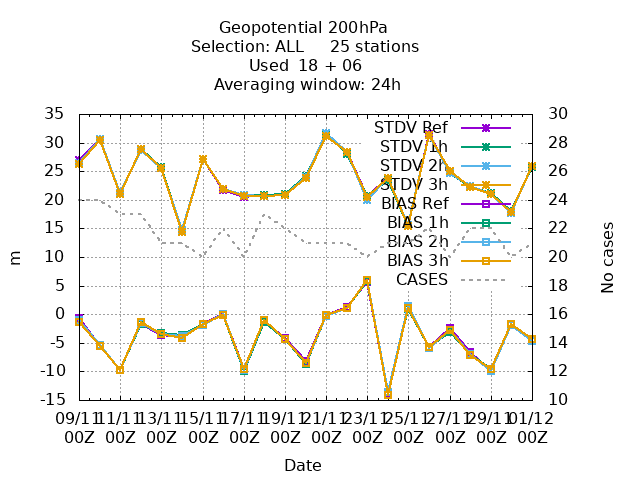 Geopotential 200hPa
Selection: ALL 25 stations
Used 18 + 06
Averaging window: 24h
35 30
30 28
25 26
20 24
15 22
10 20
5 18
0 16
-5 14
-10 12
-15 10
m
No cases
STDV Ref
STDV 1h
STDV 2h
STDV 3h
BIAS Ref
BIAS 1h
BIAS 2h
BIAS 3h
CASES
09/11 11/11 13/11 15/11 17/11 19/11 21/11 23/11 25/11 27/11 29/11 01/12
00Z 00Z 00Z 00Z 00Z 00Z 00Z 00Z 00Z 00Z 00Z 00Z
Date